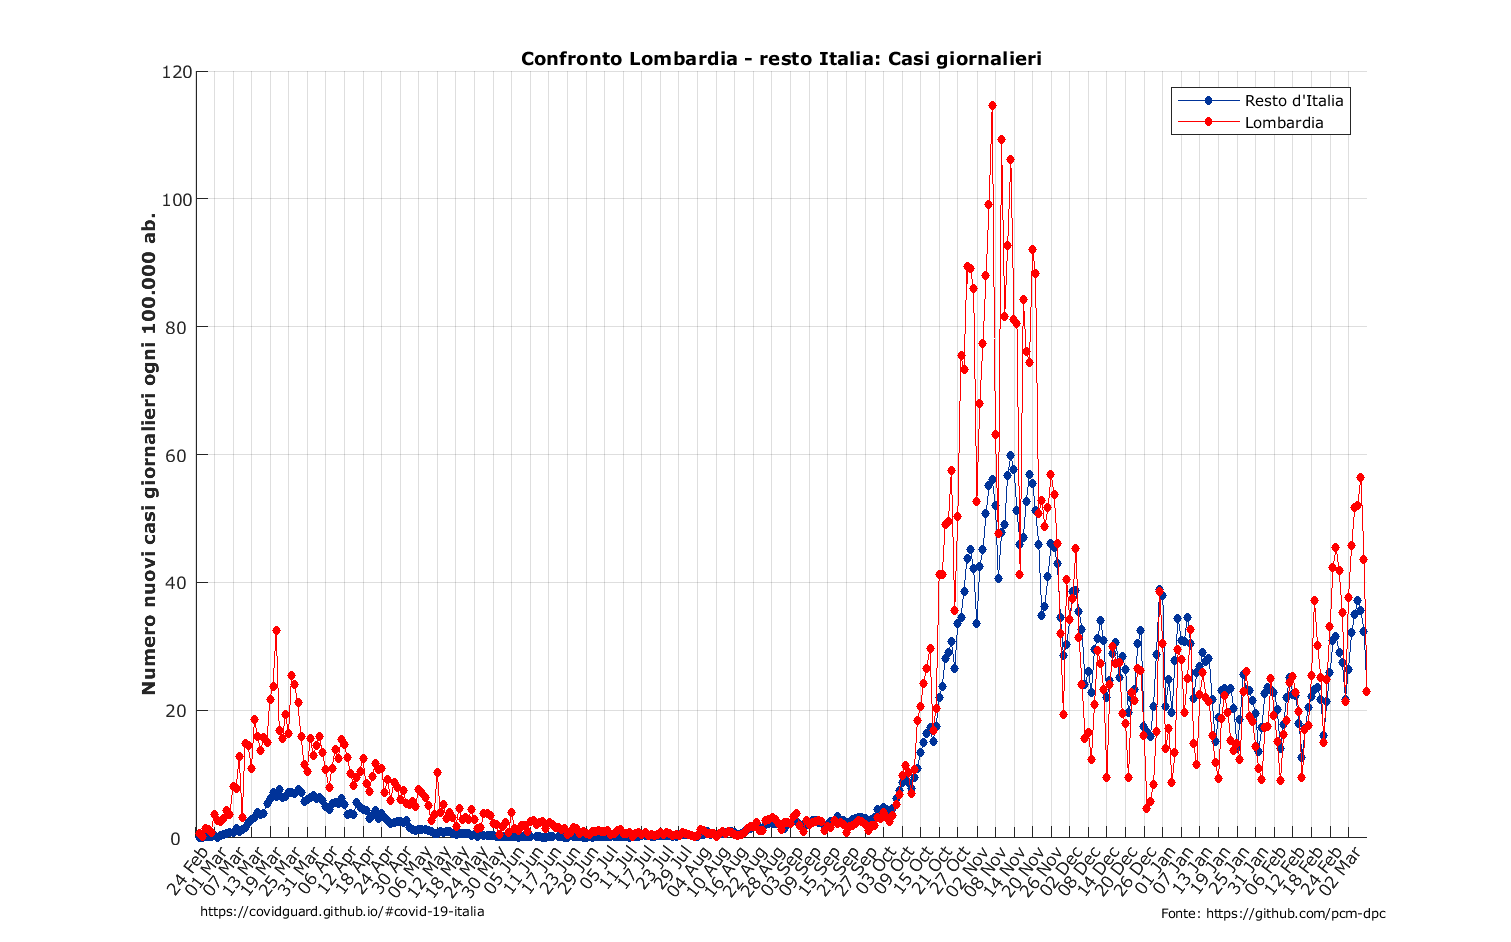 Confronto Lombardia - resto Italia: Casi giornalieri
Resto d'Italia
Lombardia
Numero nuovi casi giornalieri ogni 100.000 ab.
120
100
80
60
40
20
0
24 Feb
01 Mar
07 Mar
13 Mar
19 Mar
25 Mar
31 Mar
06 Apr
12 Apr
18 Apr
24 Apr
30 Apr
06 May
12 May
18 May
24 May
30 May
05 Jun
11 Jun
17 Jun
23 Jun
29 Jun
05 Jul
11 Jul
17 Jul
23 Jul
29 Jul
04 Aug
10 Aug
16 Aug
22 Aug
28 Aug
03 Sep
09 Sep
15 Sep
21 Sep
27 Sep
03 Oct
09 Oct
15 Oct
21 Oct
27 Oct
02 Nov
08 Nov
14 Nov
20 Nov
26 Nov
02 Dec
08 Dec
14 Dec
20 Dec
26 Dec
01 Jan
07 Jan
13 Jan
19 Jan
25 Jan
31 Jan
06 Feb
12 Feb
18 Feb
24 Feb
02 Mar
https://covidguard.github.io/#covid-19-italia
Fonte: https://github.com/pcm-dpc